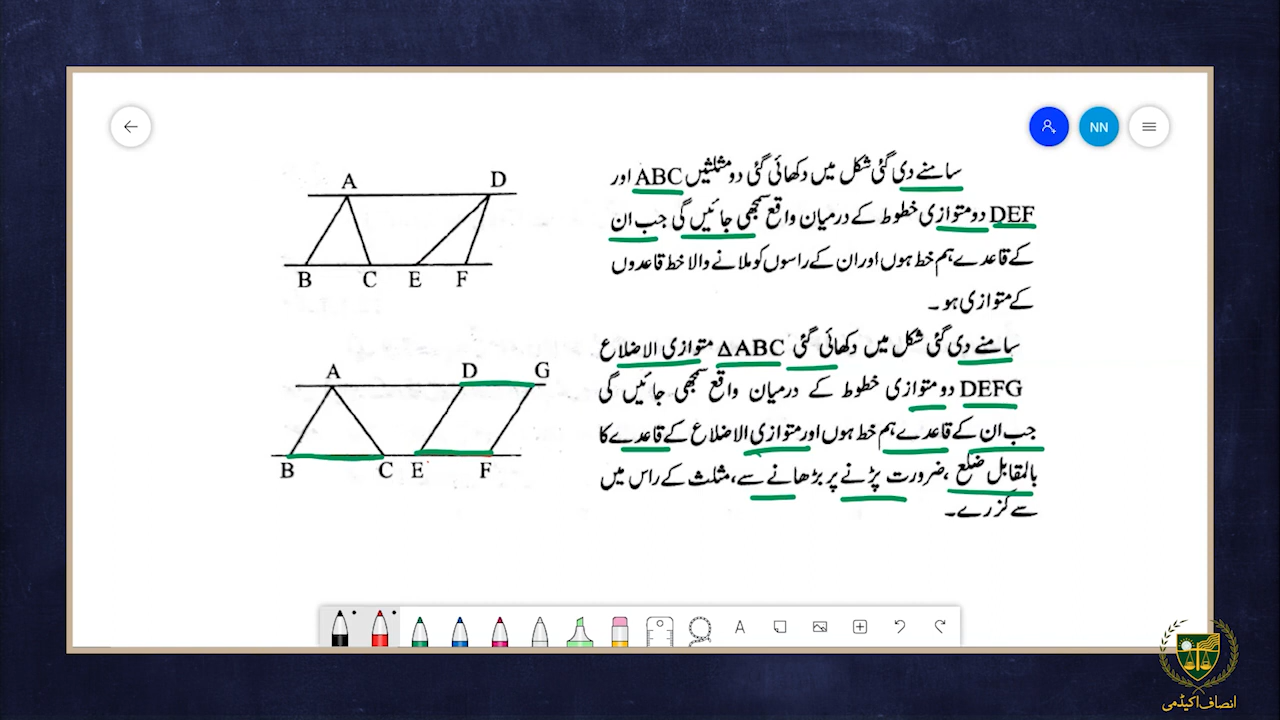 NN
سامنے دی گئی شکل میں دکھائی گئی دو مثلثیں ABC اور
DEF دو متوازی خطوط کے درمیان واقع سمجھی جائیں گی جب ان
کے قاعدے ہم خط ہوں اور ان کے راسوں کو ملانے والا خط قاعدوں
کے متوازی ہو۔
A D
B C E F
سامنے دی گئی شکل میں دکھائی گئی ΔABC متوازی الاضلاع
DEFG دو متوازی خطوط کے درمیان واقع سمجھی جائیں گی
جب ان کے قاعدے ہم خط ہوں اور متوازی الاضلاع کے قاعدے کا
بالمقابل ضلع، ضرورت پڑنے پر بڑھانے سے، مثلث کے راس میں
سے گزرے۔
A D G
B C E F
A
انصاف اکیڈمی